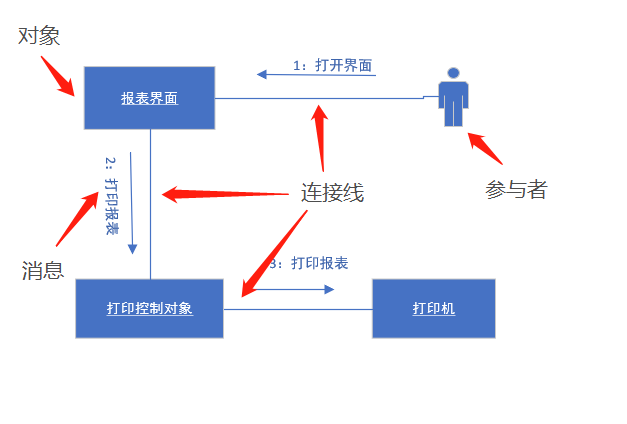 对象
1：打开界面
报表界面
参与者
连接线
2：打印报表
消息
3：打印报表
打印控制对象
打印机